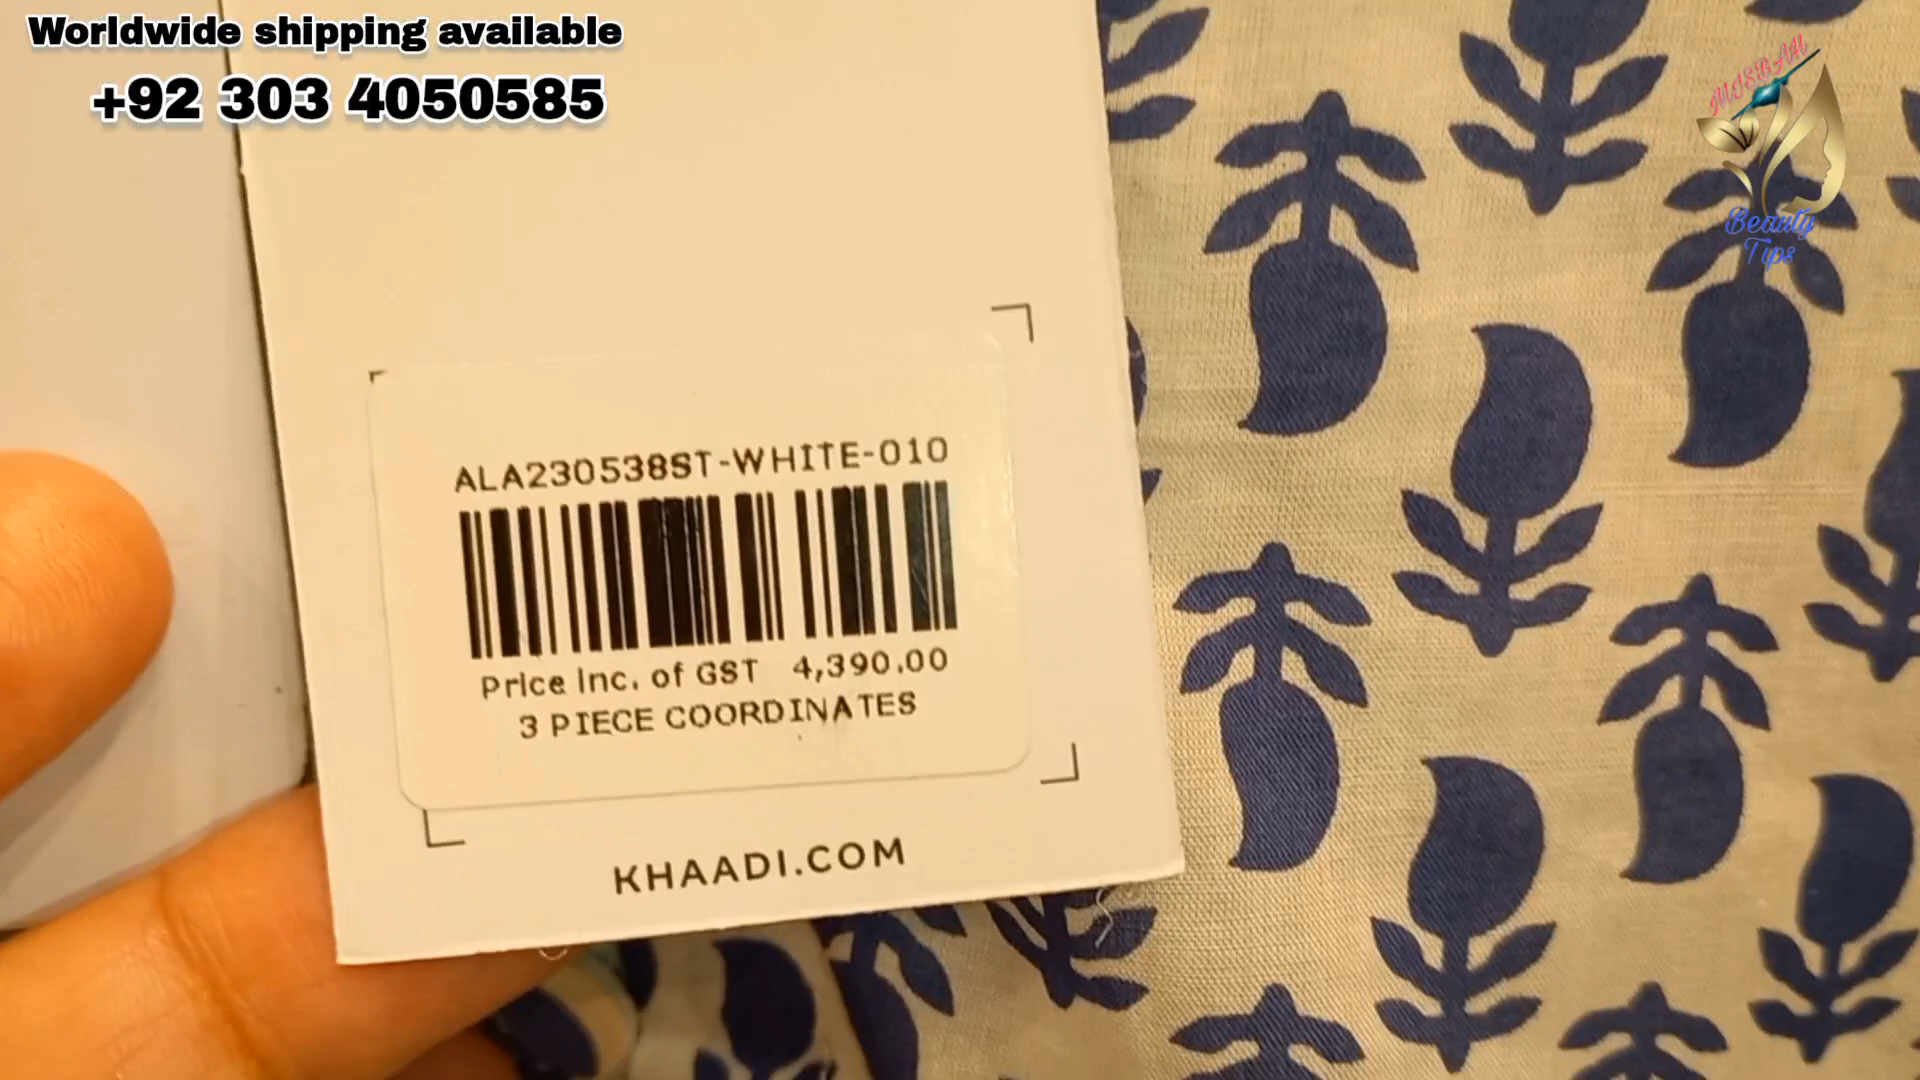 Worldwide shipping available
+92 303 4050585
MISBAH
Beauty
Tips
ALA230538ST-WHITE-010
Price inc. of GST 4,390.00
3 PIECE COORDINATES
KHAADI.COM